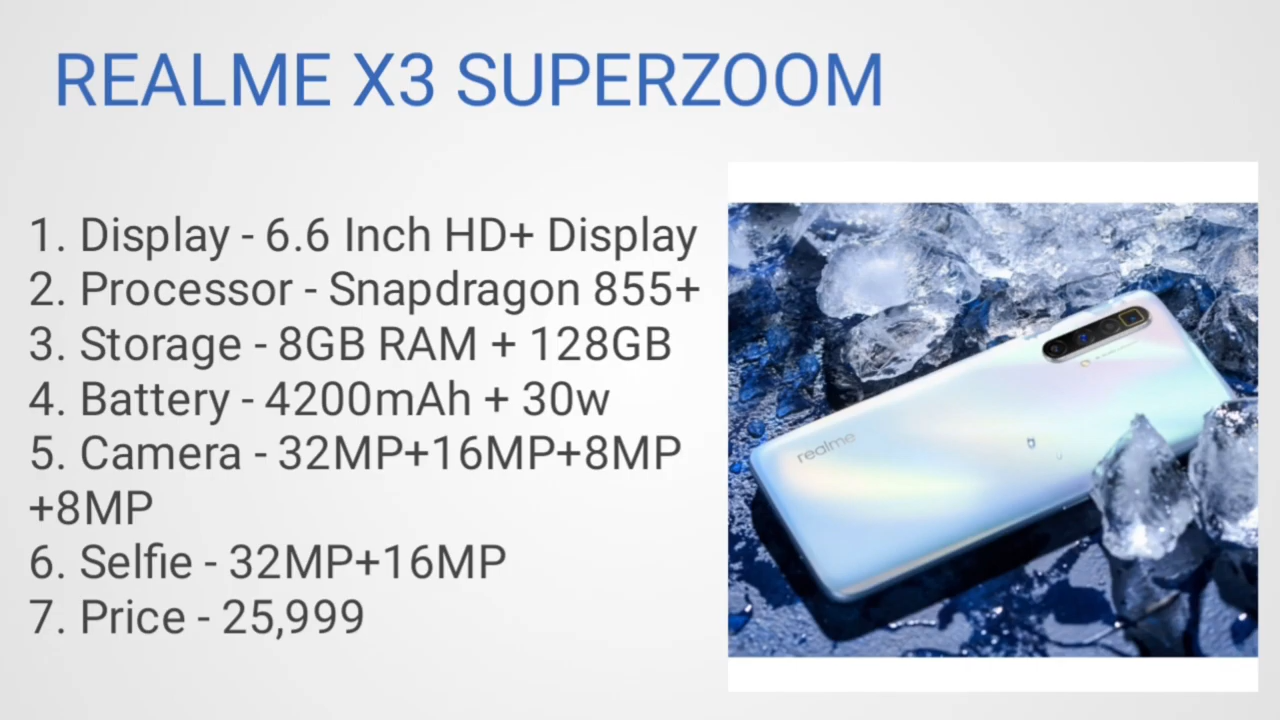 REALME X3 SUPERZOOM
1. Display - 6.6 Inch HD+ Display
2. Processor - Snapdragon 855+
3. Storage - 8GB RAM + 128GB
4. Battery - 4200mAh + 30w
5. Camera - 32MP+16MP+8MP
+8MP
6. Selfie - 32MP+16MP
7. Price - 25,999
realme